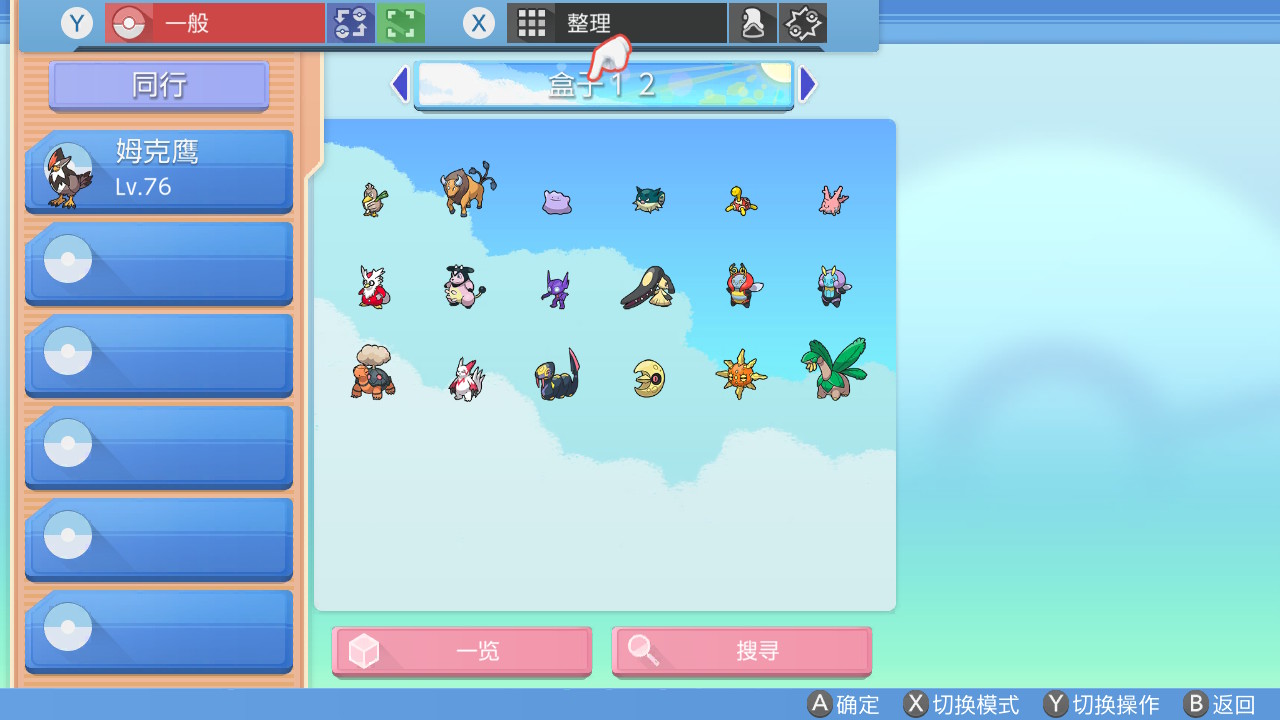 Y 一般 X 整理
同行
盒子12
姆克鹰
Lv.76
一览
搜寻
A确定 X切换模式 Y切换操作 B返回